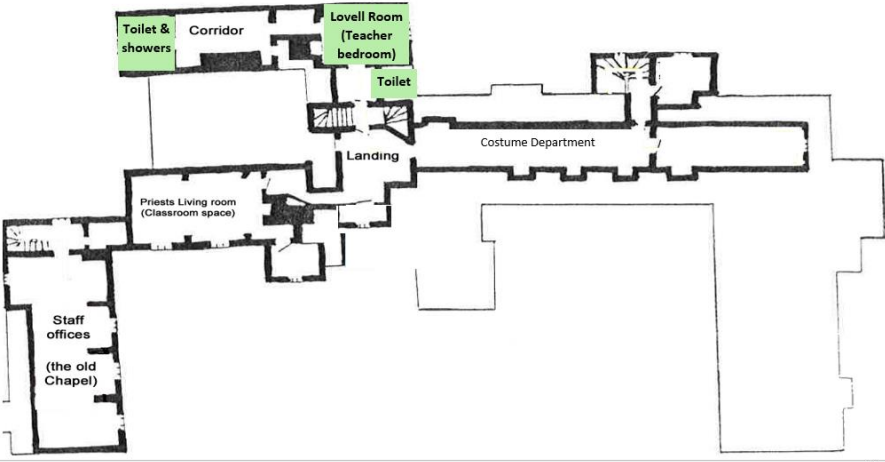 Toilet &
showers
Corridor
Lovell Room
(Teacher
bedroom)
Toilet
Costume Department
Landing
Priests Living room
(Classroom space)
Staff
offices
(the old
Chapel)